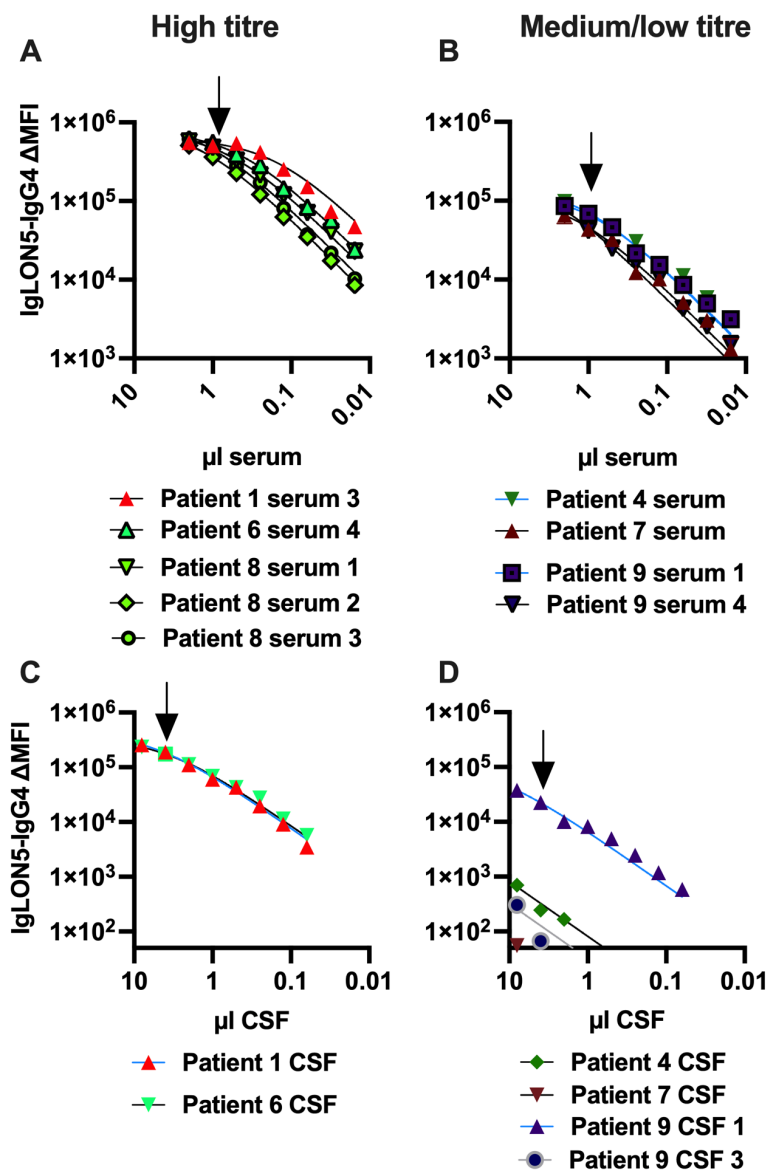 High titre
Medium/low titre
A
B
IgLON5-IgG4 ΔMFI
1×10⁶
1×10⁵
1×10⁴
1×10³
10
1
0.1
0.01
µl serum
1×10⁶
1×10⁵
1×10⁴
1×10³
10
1
0.1
0.01
µl serum
Patient 1 serum 3
Patient 6 serum 4
Patient 8 serum 1
Patient 8 serum 2
Patient 8 serum 3
Patient 4 serum
Patient 7 serum
Patient 9 serum 1
Patient 9 serum 4
C
D
IgLON5-IgG4 ΔMFI
1×10⁶
1×10⁵
1×10⁴
1×10³
1×10²
10
1
0.1
0.01
µl CSF
1×10⁶
1×10⁵
1×10⁴
1×10³
1×10²
10
1
0.1
0.01
µl CSF
Patient 1 CSF
Patient 6 CSF
Patient 4 CSF
Patient 7 CSF
Patient 9 CSF 1
Patient 9 CSF 3